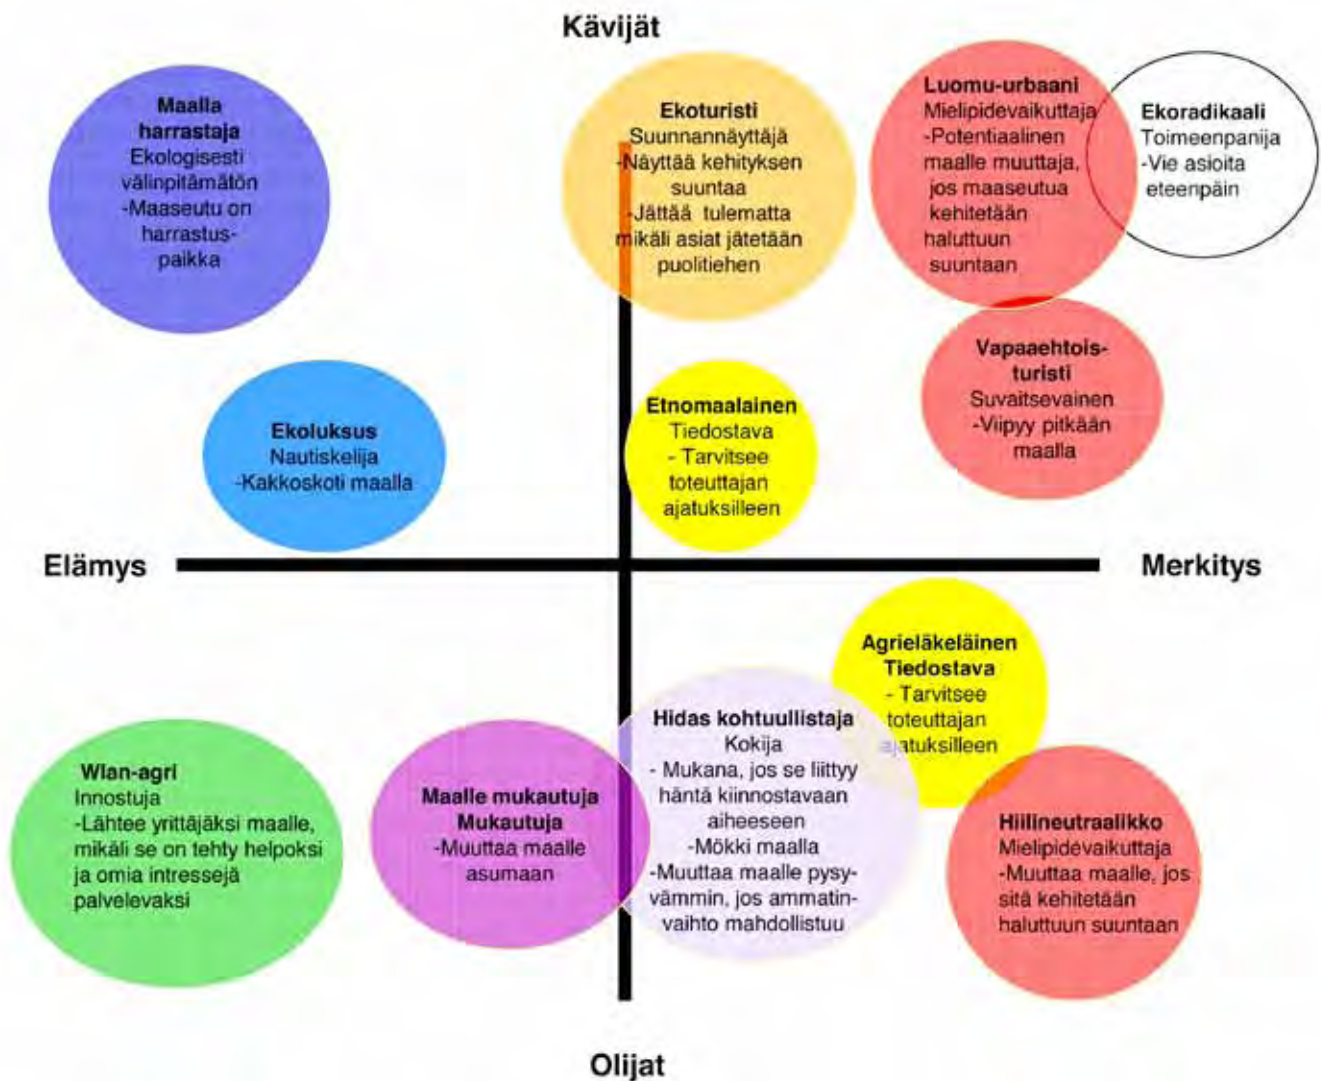 Kävijät
Maalla
harrastaja
Ekologisesti
välinpitämätön
-Maaseutu on
harrastus-
paikka
Ekoturisti
Suunnannäyttäjä
-Näyttää kehityksen
suuntaa
-Jättää tulematta
mikäli asiat jätetään
puolitiehen
Luomu-urbaani
Mielipidevaikuttaja
-Potentiaalinen
maalle muuttaja,
jos maaseutua
kehitetään
haluttuun
suuntaan
Ekoradikaali
Toimeenpanija
-Vie asioita
eteenpäin
Vapaaehtois-
turisti
Suvaitsevainen
-Viipyy pitkään
maalla
Ekoluksus
Nautiskelija
-Kakkoskoti maalla
Etnomaalainen
Tiedostava
- Tarvitsee
toteuttajan
ajatuksilleen
Elämys
Merkitys
Agrieläkeläinen
Tiedostava
- Tarvitsee
toteuttajan
ajatuksilleen
Wlan-agri
Innostuja
-Lähtee yrittäjäksi maalle,
mikäli se on tehty helpoksi
ja omia intressejä
palvelevaksi
Maalle mukautuja
Mukautuja
-Muuttaa maalle
asumaan
Hidas kohtuullistaja
Kokija
- Mukana, jos se liittyy
häntä kiinnostavaan
aiheeseen
-Mökki maalla
-Muuttaa maalle pysy-
vämmin, jos ammatin-
vaihto mahdollistuu
Hiilineutraalikko
Mielipidevaikuttaja
-Muuttaa maalle, jos
sitä kehitetään
haluttuun suuntaan
Olijat